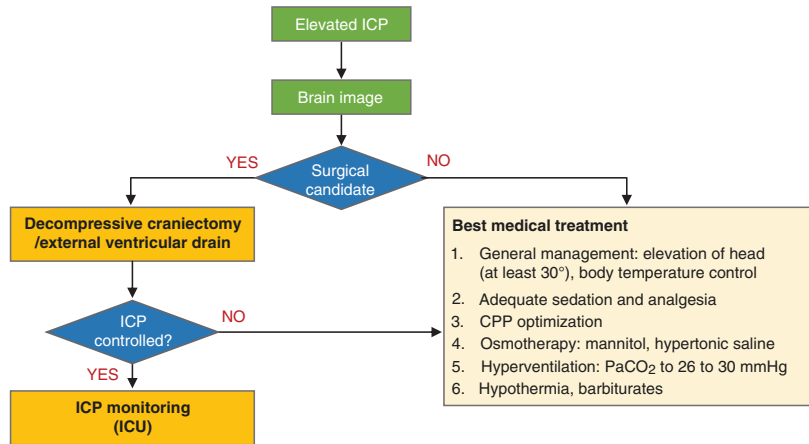 Elevated ICP
Brain image
YES
NO
Surgical
candidate
Decompressive craniectomy
/external ventricular drain
Best medical treatment
1. General management: elevation of head
(at least 30°), body temperature control
2. Adequate sedation and analgesia
3. CPP optimization
4. Osmotherapy: mannitol, hypertonic saline
5. Hyperventilation: PaCO2 to 26 to 30 mmHg
6. Hypothermia, barbiturates
ICP
controlled?
NO
YES
ICP monitoring
(ICU)